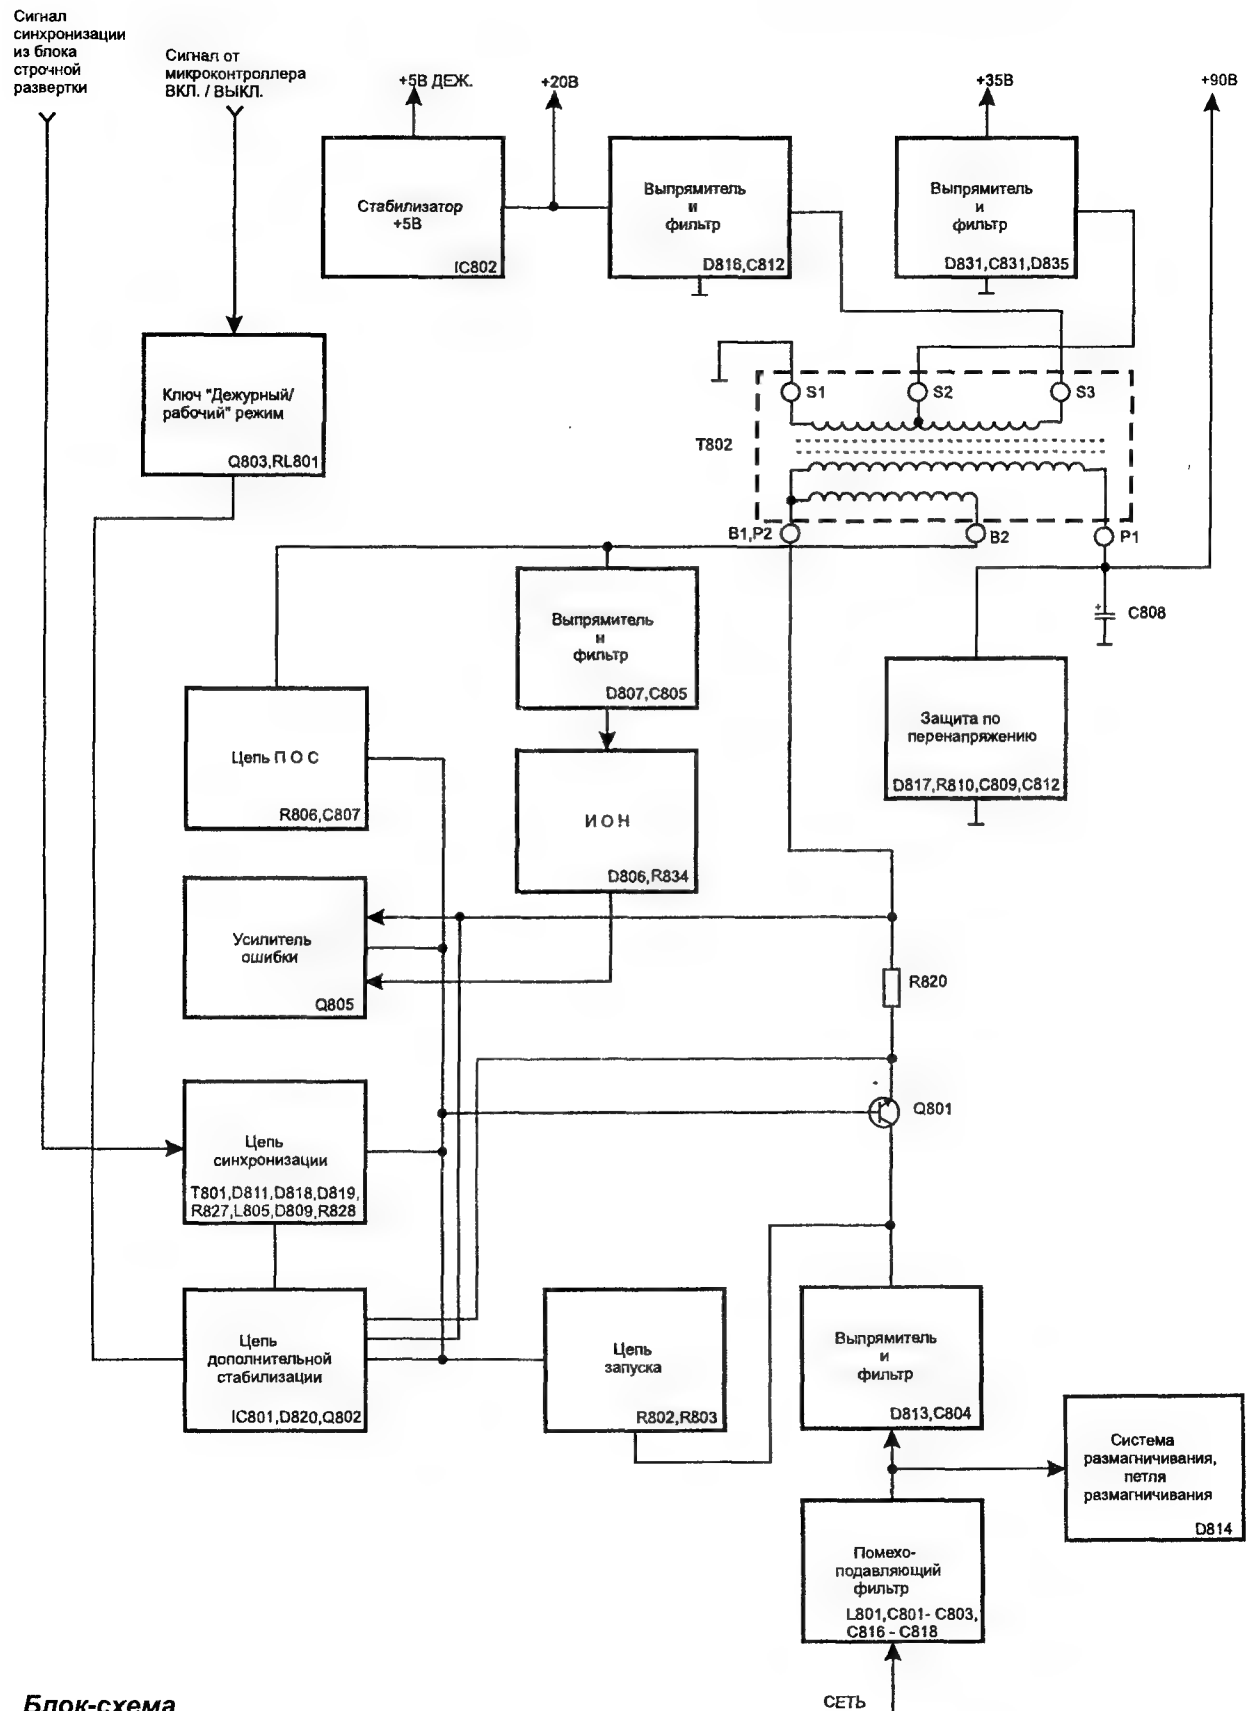 Сигнал
синхронизации
из блока
строчной
развертки
Сигнал от
микроконтроллера
ВКЛ. / ВЫКЛ.
+5В ДЕЖ.
+20В
+35В
+90В
Стабилизатор
+5В
IC802
Выпрямитель
и
фильтр
D816,C812
Выпрямитель
и
фильтр
D831,C831,D835
Ключ "Дежурный/
рабочий" режим
Q803,RL801
S1
S2
S3
T802
B1,P2
B2
P1
C808
Выпрямитель
и
фильтр
D807,C805
Защита по
перенапряжению
D817,R810,C809,C812
Цепь П О С
R806,C807
И О Н
D806,R834
Усилитель
ошибки
Q805
R820
Q801
Цепь
синхронизации
T801,D811,D818,D819,
R827,L805,D809,R828
Цепь
дополнительной
стабилизации
IC801,D820,Q802
Цепь
запуска
R802,R803
Выпрямитель
и
фильтр
D813,C804
Система
размагничивания,
петля
размагничивания
D814
Помехо-
подавляющий
фильтр
L801,C801- C803,
C816 - C818
СЕТЬ
Блок-схема